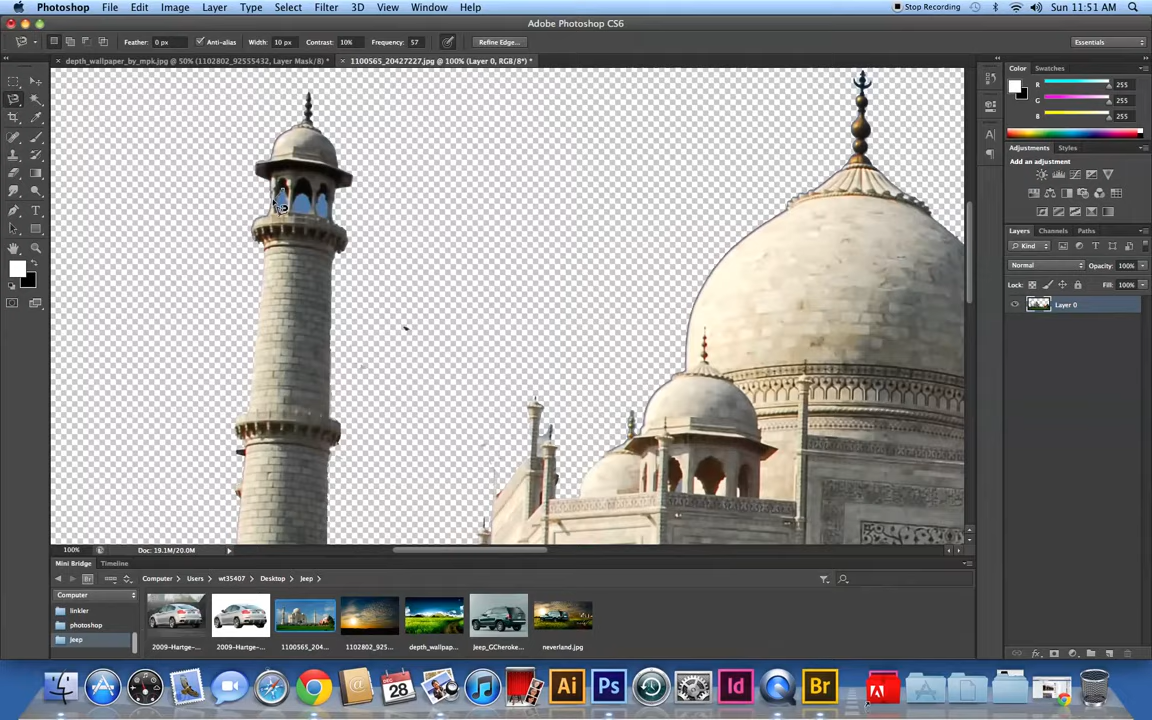 Photoshop File Edit Image Layer Type Select Filter 3D View Window Help Stop Recording Sun 11:51 AM
Adobe Photoshop CS6
Feather: 0 px Anti-alias Width: 10 px Contrast: 10% Frequency: 57 Refine Edge... Essentials
× depth_wallpaper_by_mpk.jpg @ 50% (1102802_92555432, Layer Mask/8) * × 1100565_20427227.jpg @ 100% (Layer 0, RGB/8*) *
Color Swatches
R 255
G 255
B 255
Adjustments Styles
Add an adjustment
Layers Channels Paths
Kind
Normal Opacity: 100%
Lock: Fill: 100%
Layer 0
100% Doc: 19.1M/20.0M
Mini Bridge Timeline
Br Computer Users wt35407 Desktop Jeep
Computer
linkler
photoshop
Jeep
2009-Hartge-... 2009-Hartge-... 1100565_204... 1102802_925... depth_wallpap... Jeep_GCheroke... neverland.jpg
DEC 28 Ai Ps Id Br